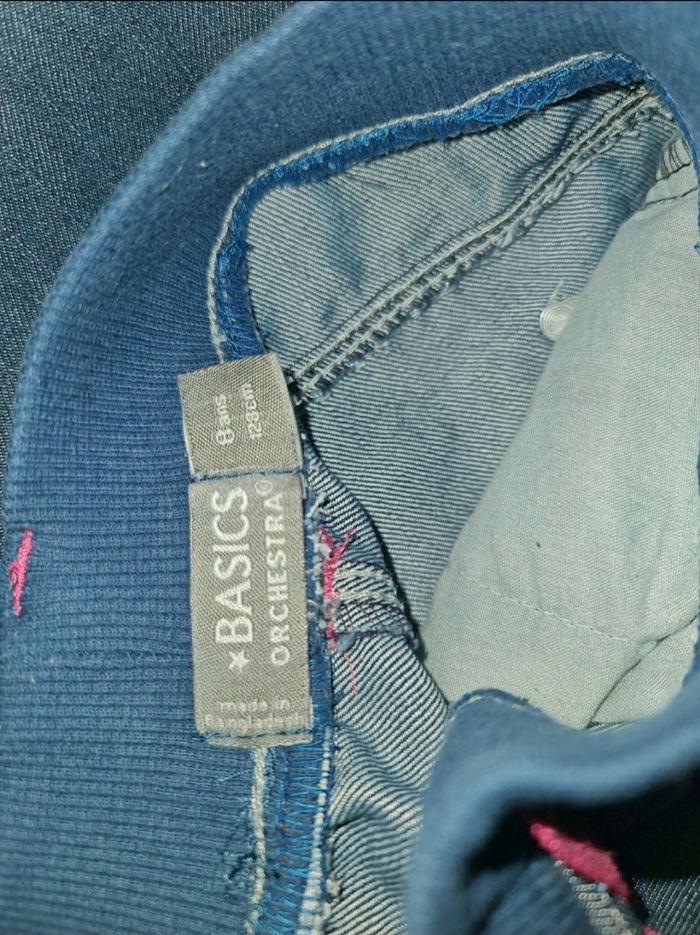 8 ans
128cm
★BASICS
ORCHESTRA®
made in
Bangladesh